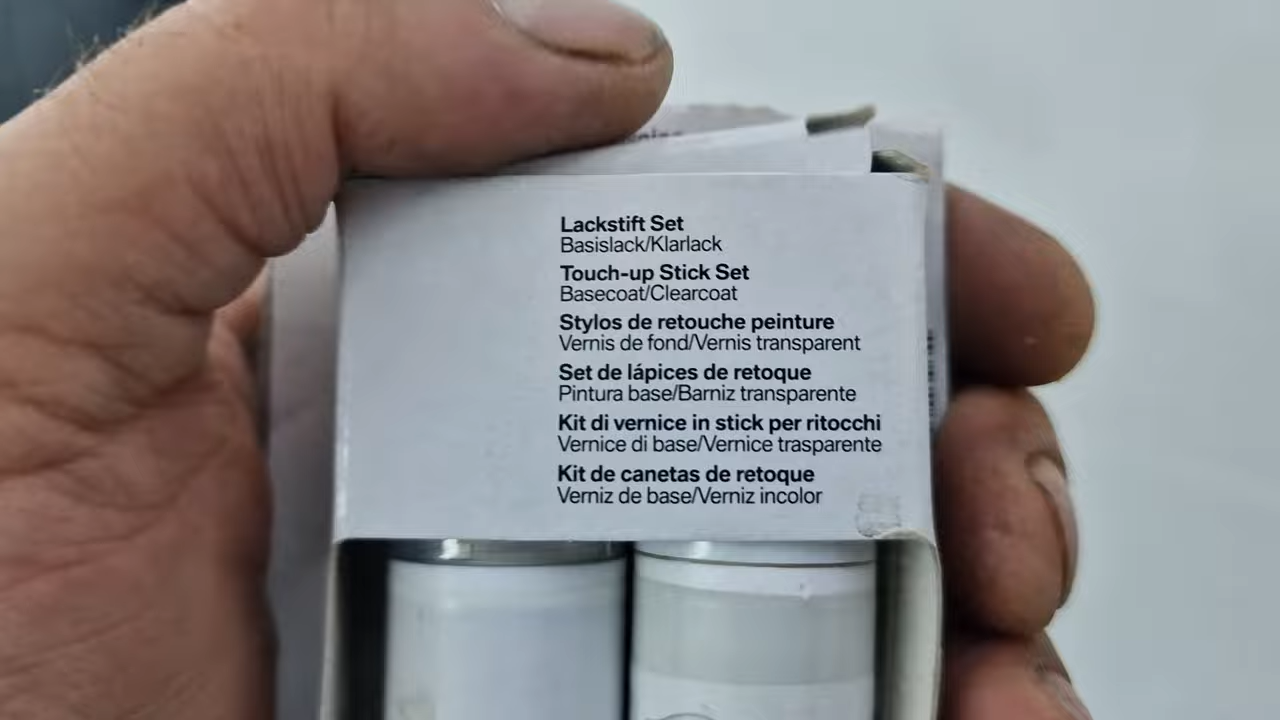 Lackstift Set
Basislack/Klarlack
Touch-up Stick Set
Basecoat/Clearcoat
Stylos de retouche peinture
Vernis de fond/Vernis transparent
Set de lápices de retoque
Pintura base/Barniz transparente
Kit di vernice in stick per ritocchi
Vernice di base/Vernice trasparente
Kit de canetas de retoque
Verniz de base/Verniz incolor